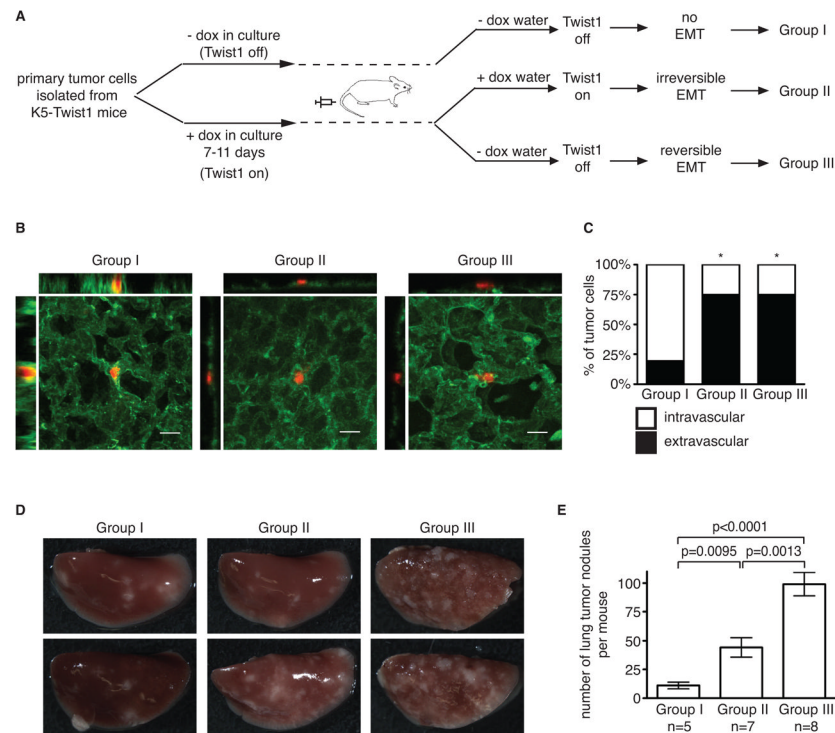 A
primary tumor cells
isolated from
K5-Twist1 mice
- dox in culture
(Twist1 off)
+ dox in culture
7-11 days
(Twist1 on)
- dox water
Twist1
off
no
EMT
Group I
+ dox water
Twist1
on
irreversible
EMT
Group II
- dox water
Twist1
off
reversible
EMT
Group III
B
Group I
Group II
Group III
C
% of tumor cells
100%
75%
50%
25%
0%
*
*
Group I
Group II
Group III
intravascular
extravascular
D
Group I
Group II
Group III
E
number of lung tumor nodules
per mouse
p<0.0001
p=0.0095
p=0.0013
100
75
50
25
0
Group I
Group II
Group III
n=5
n=7
n=8